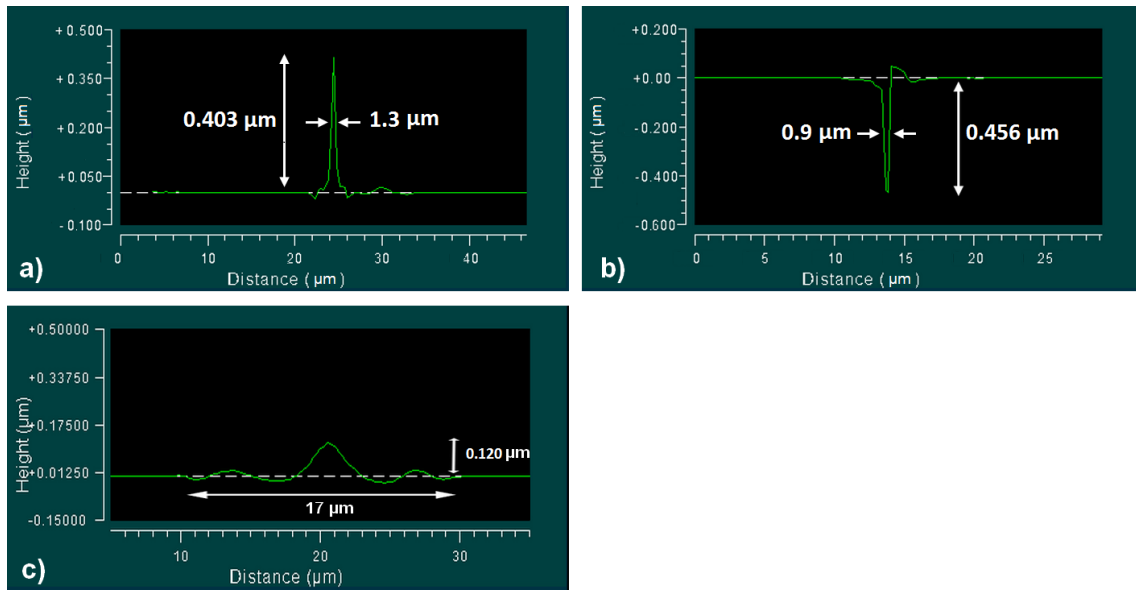 +0.500
+0.350
+0.200
+0.050
-0.100
Height (µm)
0.403 µm
1.3 µm
0 10 20 30 40
Distance (µm)
a)
+0.200
+0.00
-0.200
-0.400
-0.600
Height (µm)
0.9 µm
0.456 µm
0 5 10 15 20 25
Distance (µm)
b)
+0.50000
+0.33750
+0.17500
+0.01250
-0.15000
Height (µm)
0.120 µm
17 µm
10 20 30
Distance (µm)
c)